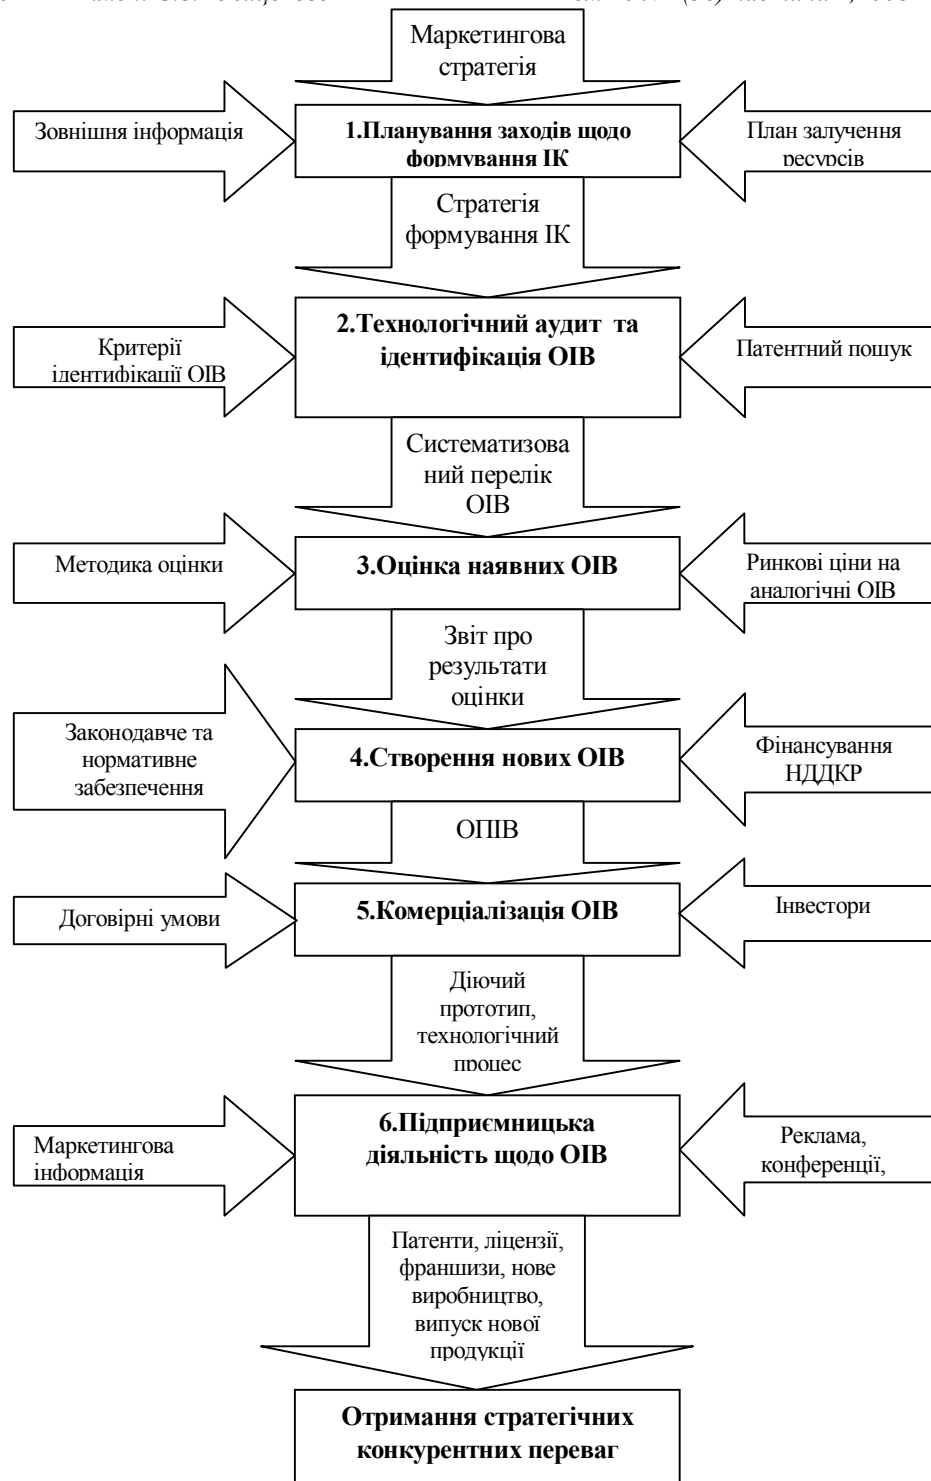 Маркетингова
стратегія
Зовнішня інформація
1.Планування заходів щодо
формування ІК
План залучення
ресурсів
Стратегія
формування ІК
Критерії
ідентифікації ОІВ
2.Технологічний аудит та
ідентифікація ОІВ
Патентний пошук
Систематизова
ний перелік
ОІВ
Методика оцінки
3.Оцінка наявних ОІВ
Ринкові ціни на
аналогічні ОІВ
Звіт про
результати
оцінки
Законодавче та
нормативне
забезпечення
4.Створення нових ОІВ
Фінансування
НДДКР
ОПІВ
Договірні умови
5.Комерціалізація ОІВ
Інвестори
Діючий
прототип,
технологічний
процес
Маркетингова
інформація
6.Підприємницька
діяльність щодо ОІВ
Реклама,
конференції,
Патенти, ліцензії,
франшизи, нове
виробництво,
випуск нової
продукції
Отримання стратегічних
конкурентних переваг